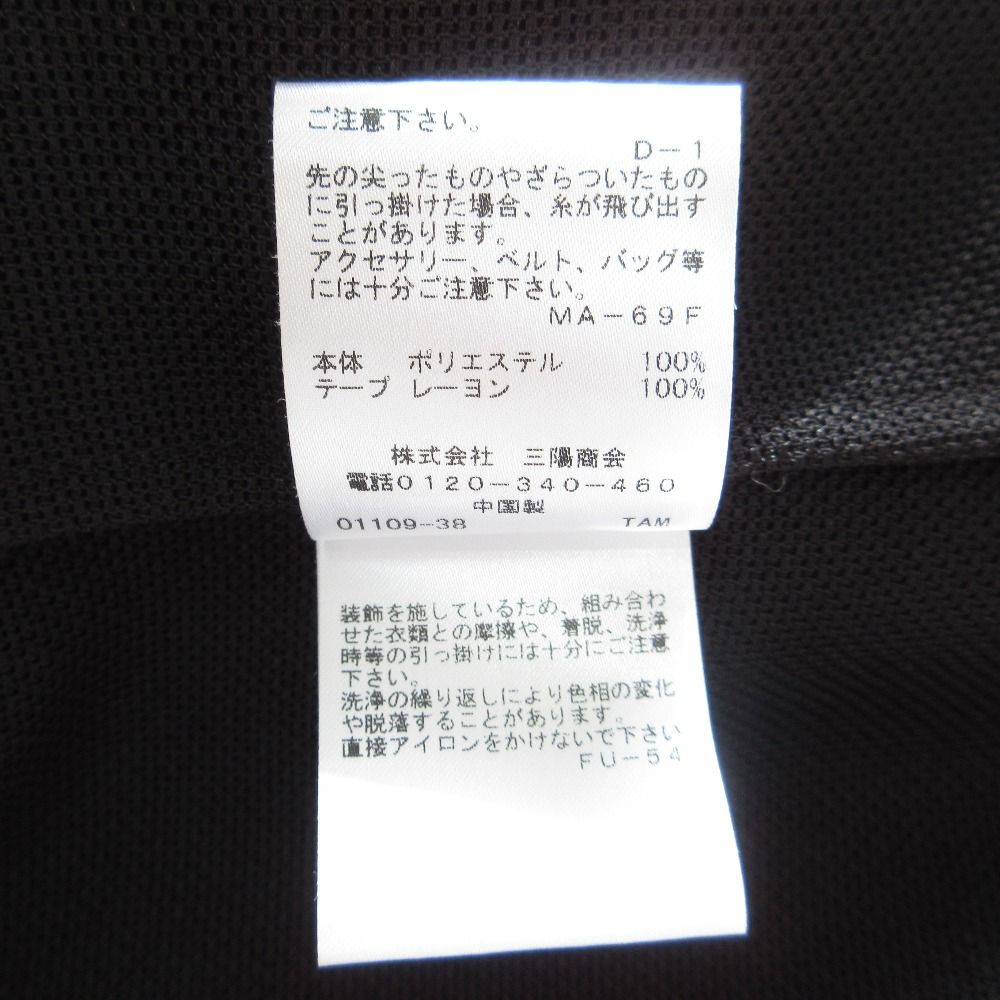 ご注意下さい。
D－1
先の尖ったものやざらついたもの
に引っ掛けた場合、糸が飛び出す
ことがあります。
アクセサリー、ベルト、バッグ等
には十分ご注意下さい。
MA－69F
本体 ポリエステル 100%
テープ レーヨン 100%
株式会社 三陽商会
電話0120－340－460
中国製
01109-38 TAM
装飾を施しているため、組み合わ
せた衣類との摩擦や、着脱、洗浄
時等の引っ掛けには十分にご注意
下さい。
洗浄の繰り返しにより色相の変化
や脱落することがあります。
直接アイロンをかけないで下さい
FU－54